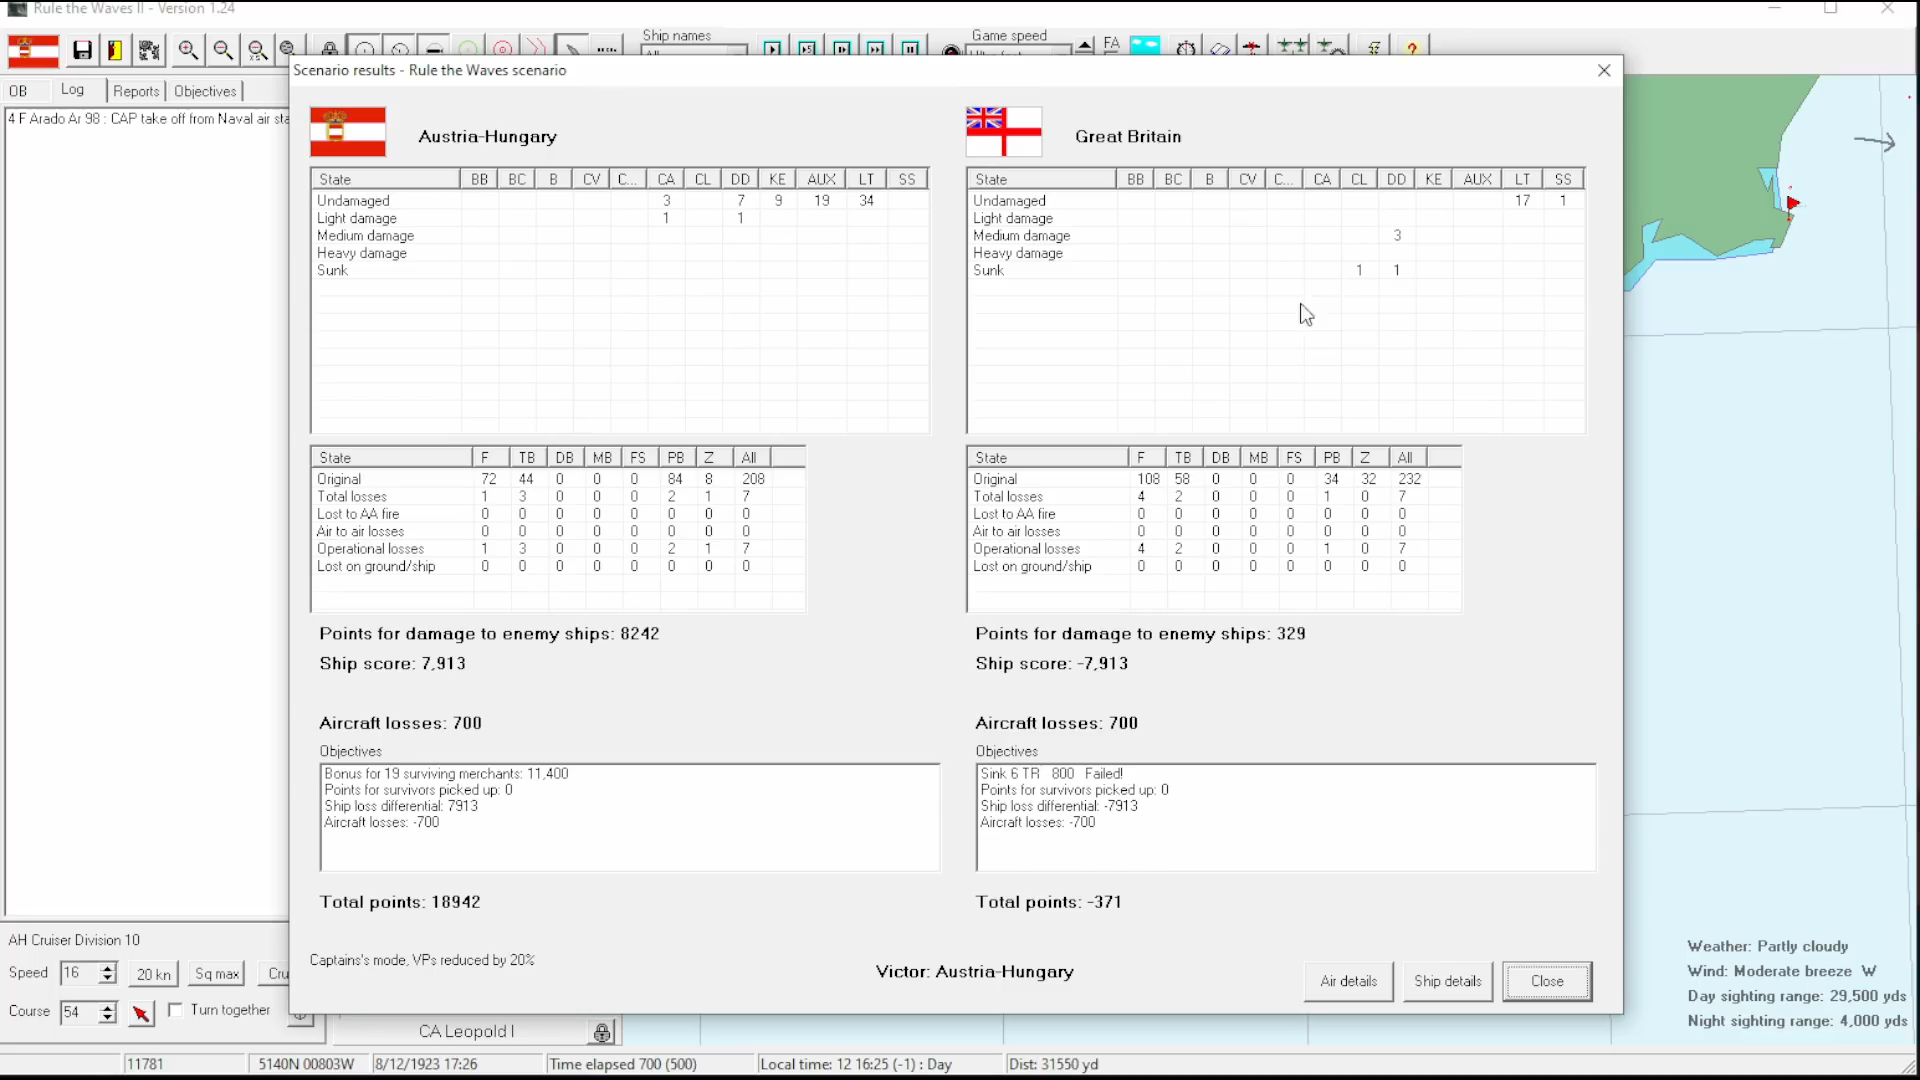 Rule the Waves II - Version 1.24
Ship names
Game speed
FA
OB
Log
Reports
Objectives
4 F Arado Ar 98 : CAP take off from Naval air sta
Scenario results - Rule the Waves scenario
Austria-Hungary
State BB BC B CV C... CA CL DD KE AUX LT SS
Undamaged 3 7 9 19 34
Light damage 1 1
Medium damage
Heavy damage
Sunk
Great Britain
State BB BC B CV C... CA CL DD KE AUX LT SS
Undamaged 17 1
Light damage
Medium damage 3
Heavy damage
Sunk 1 1
State F TB DB MB FS PB Z All
Original 72 44 0 0 0 84 8 208
Total losses 1 3 0 0 0 2 1 7
Lost to AA fire 0 0 0 0 0 0 0 0
Air to air losses 0 0 0 0 0 0 0 0
Operational losses 1 3 0 0 0 2 1 7
Lost on ground/ship 0 0 0 0 0 0 0 0
State F TB DB MB FS PB Z All
Original 108 58 0 0 0 34 32 232
Total losses 4 2 0 0 0 1 0 7
Lost to AA fire 0 0 0 0 0 0 0 0
Air to air losses 0 0 0 0 0 0 0 0
Operational losses 4 2 0 0 0 1 0 7
Lost on ground/ship 0 0 0 0 0 0 0 0
Points for damage to enemy ships: 8242
Ship score: 7,913
Aircraft losses: 700
Objectives
Bonus for 19 surviving merchants: 11,400
Points for survivors picked up: 0
Ship loss differential: 7913
Aircraft losses: -700
Total points: 18942
Points for damage to enemy ships: 329
Ship score: -7,913
Aircraft losses: 700
Objectives
Sink 6 TR 800 Failed!
Points for survivors picked up: 0
Ship loss differential: -7913
Aircraft losses: -700
Total points: -371
Captains's mode, VPs reduced by 20%
Victor: Austria-Hungary
Air details
Ship details
Close
AH Cruiser Division 10
Speed 16 20 kn Sq max Cru
Course 54 Turn together
CA Leopold I
Weather: Partly cloudy
Wind: Moderate breeze W
Day sighting range: 29,500 yds
Night sighting range: 4,000 yds
11781 5140N 00803W 8/12/1923 17:26 Time elapsed 700 (500) Local time: 12 16:25 (-1) : Day Dist: 31550 yd